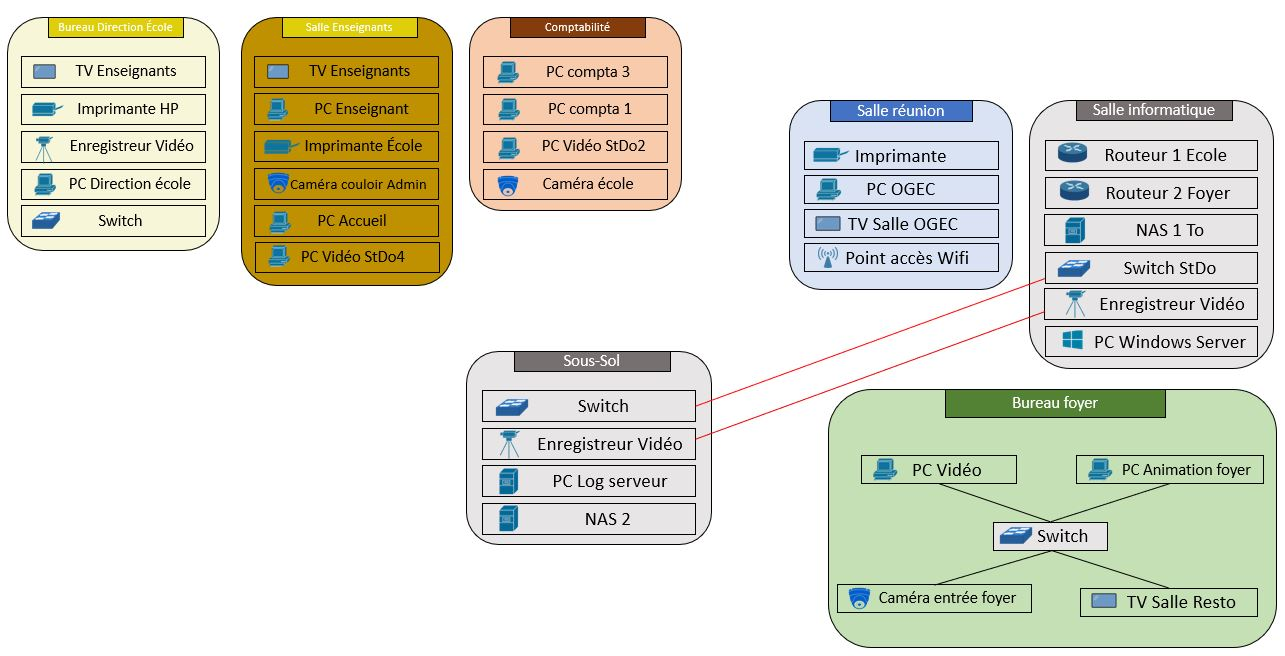 Bureau Direction École
TV Enseignants
Imprimante HP
Enregistreur Vidéo
PC Direction école
Switch
Salle Enseignants
TV Enseignants
PC Enseignant
Imprimante École
Caméra couloir Admin
PC Accueil
PC Vidéo StDo4
Comptabilité
PC compta 3
PC compta 1
PC Vidéo StDo2
Caméra école
Salle réunion
Imprimante
PC OGEC
TV Salle OGEC
Point accès Wifi
Salle informatique
Routeur 1 Ecole
Routeur 2 Foyer
NAS 1 To
Switch StDo
Enregistreur Vidéo
PC Windows Server
Sous-Sol
Switch
Enregistreur Vidéo
PC Log serveur
NAS 2
Bureau foyer
PC Vidéo
PC Animation foyer
Switch
Caméra entrée foyer
TV Salle Resto